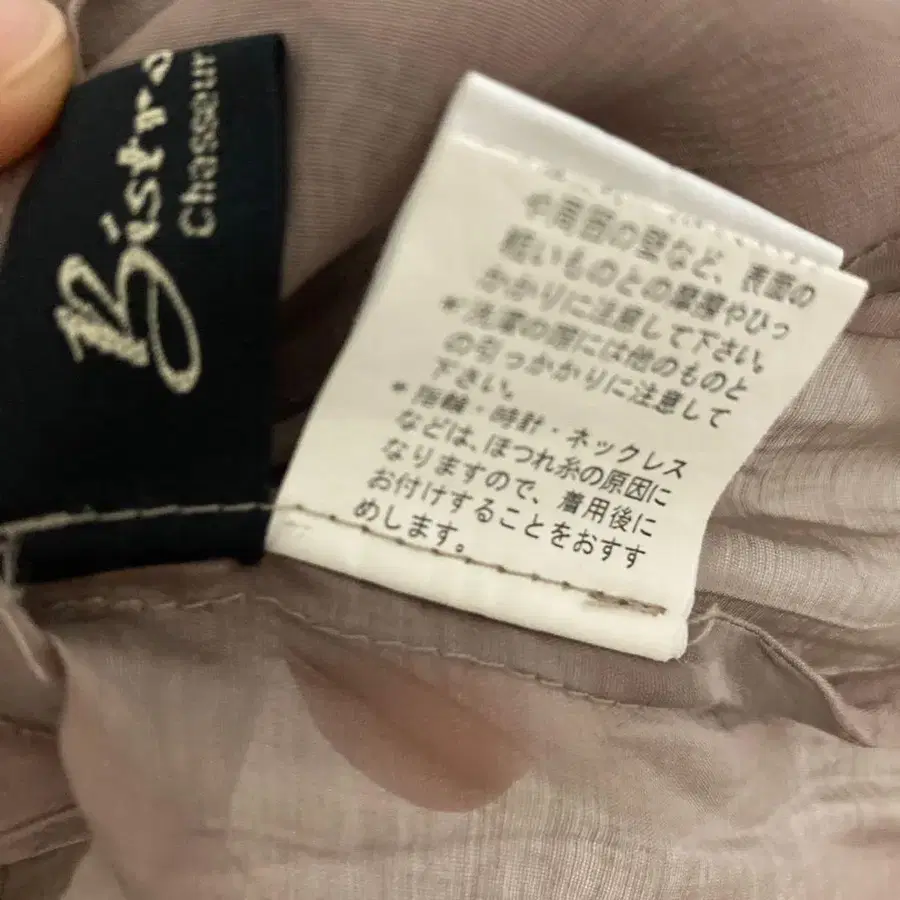 Bistro
Chasseur
や周囲の壁など、表面の
粗いものとの摩擦やひっ
かかりに注意して下さい。
* 洗濯の際には他のものと
の引っかかりに注意して
下さい。
* 指輪・時計・ネックレス
などは、ほつれ糸の原因に
なりますので、着用後に
お付けすることをおすす
めします。